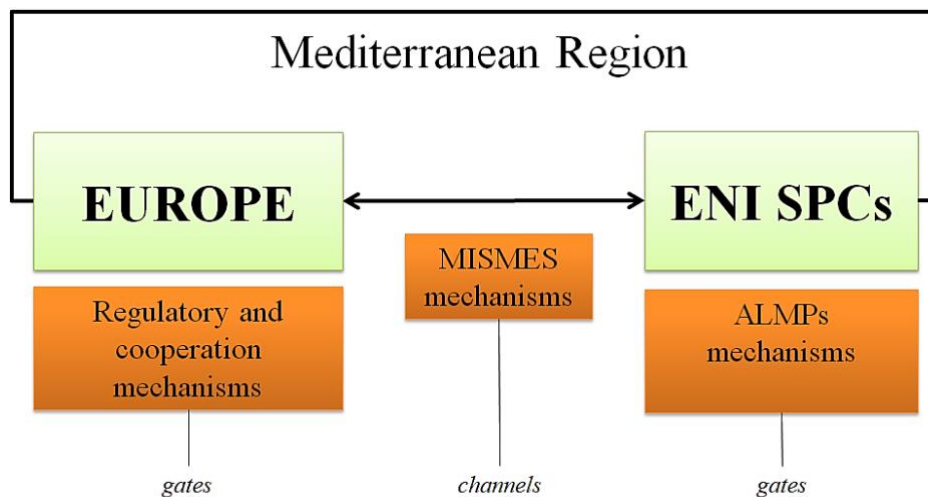 Mediterranean Region
EUROPE
ENI SPCs
MISMES
mechanisms
Regulatory and
cooperation
mechanisms
ALMPs
mechanisms
gates
channels
gates